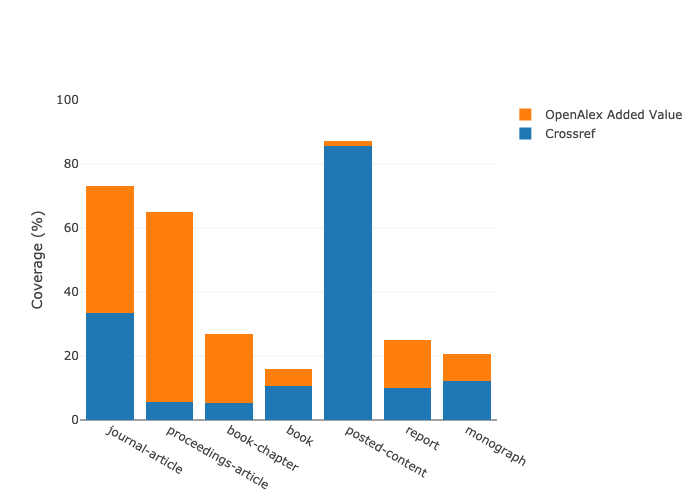 100
80
60
40
20
0
Coverage (%)
journal-article
proceedings-article
book-chapter
book
posted-content
report
monograph
OpenAlex Added Value
Crossref